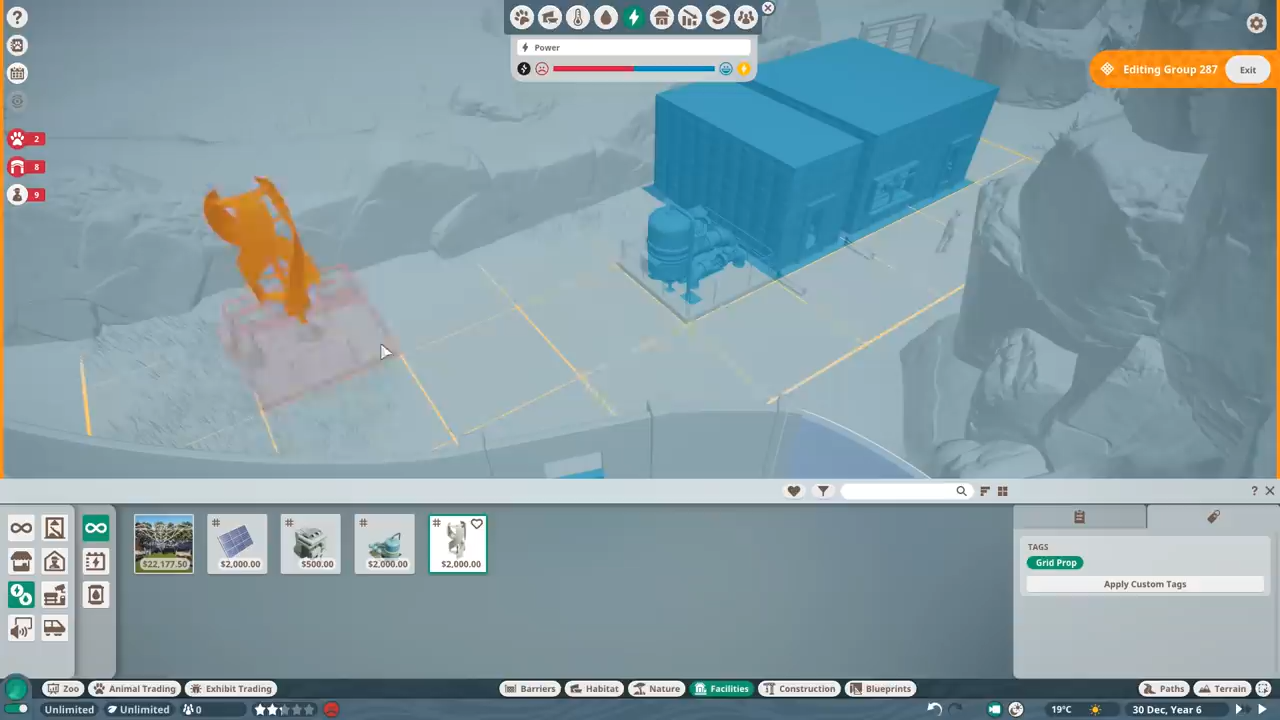 ?
Power
Editing Group 287
Exit
2
8
9
? ×
# # # #
$22,177.50 $2,000.00 $500.00 $2,000.00 $2,000.00
TAGS
Grid Prop
Apply Custom Tags
Zoo Animal Trading Exhibit Trading Barriers Habitat Nature Facilities Construction Blueprints Paths Terrain
Unlimited Unlimited 0 19°C 30 Dec, Year 6